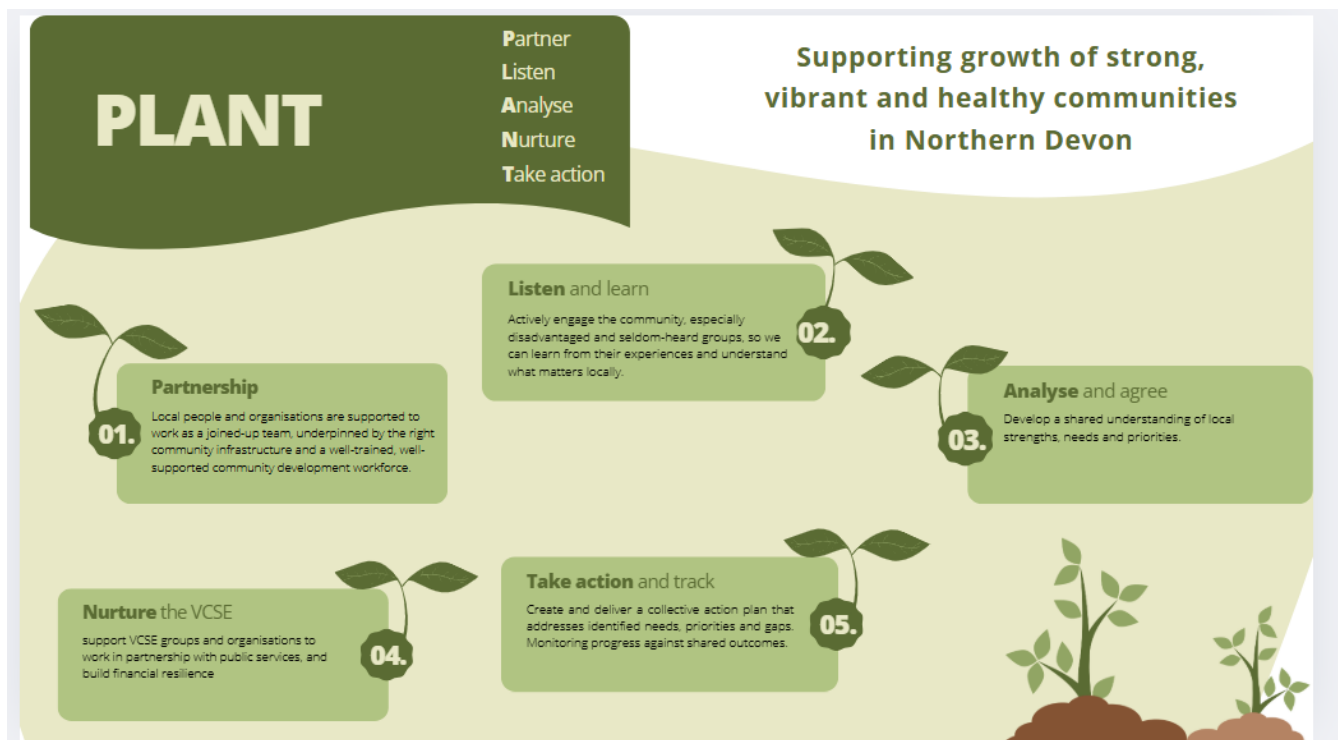 PLANT
Partner
Listen
Analyse
Nurture
Take action
Supporting growth of strong,
vibrant and healthy communities
in Northern Devon
01.
Partnership
Local people and organisations are supported to
work as a joined-up team, underpinned by the right
community infrastructure and a well-trained, well-
supported community development workforce.
Listen and learn
Actively engage the community, especially
disadvantaged and seldom-heard groups, so we
can learn from their experiences and understand
what matters locally.
02.
03.
Analyse and agree
Develop a shared understanding of local
strengths, needs and priorities.
Nurture the VCSE
support VCSE groups and organisations to
work in partnership with public services, and
build financial resilience
04.
Take action and track
Create and deliver a collective action plan that
addresses identified needs, priorities and gaps.
Monitoring progress against shared outcomes.
05.